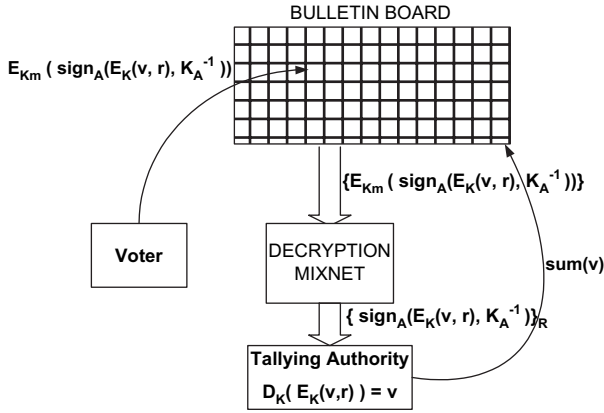 BULLETIN BOARD
E_Km ( sign_A(E_K(v, r), K_A^-1 ))
{E_Km ( sign_A(E_K(v, r), K_A^-1 ))}
Voter
DECRYPTION
MIXNET
sum(v)
{ sign_A(E_K(v, r), K_A^-1 )}_R
Tallying Authority
D_K( E_K(v,r) ) = v